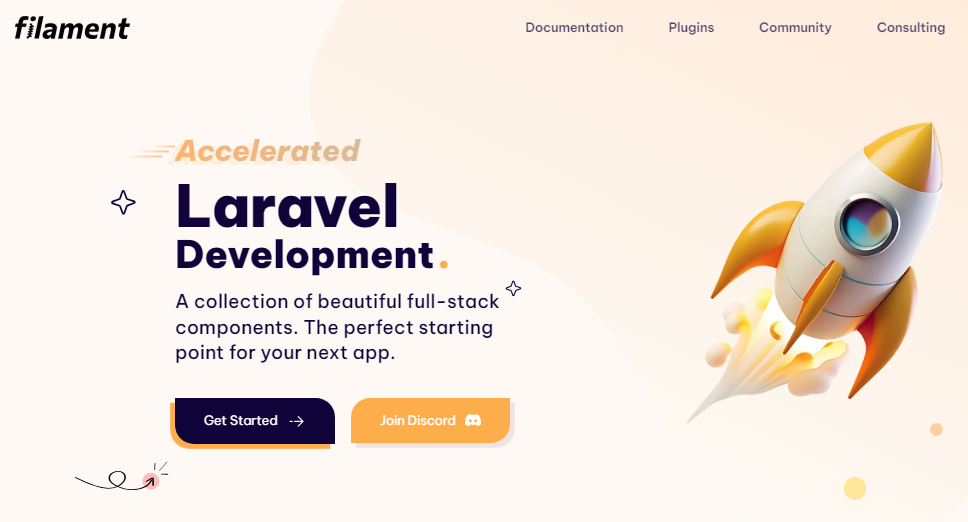 filament
Documentation Plugins Community Consulting
Accelerated
Laravel
Development.
A collection of beautiful full-stack
components. The perfect starting
point for your next app.
Get Started → Join Discord